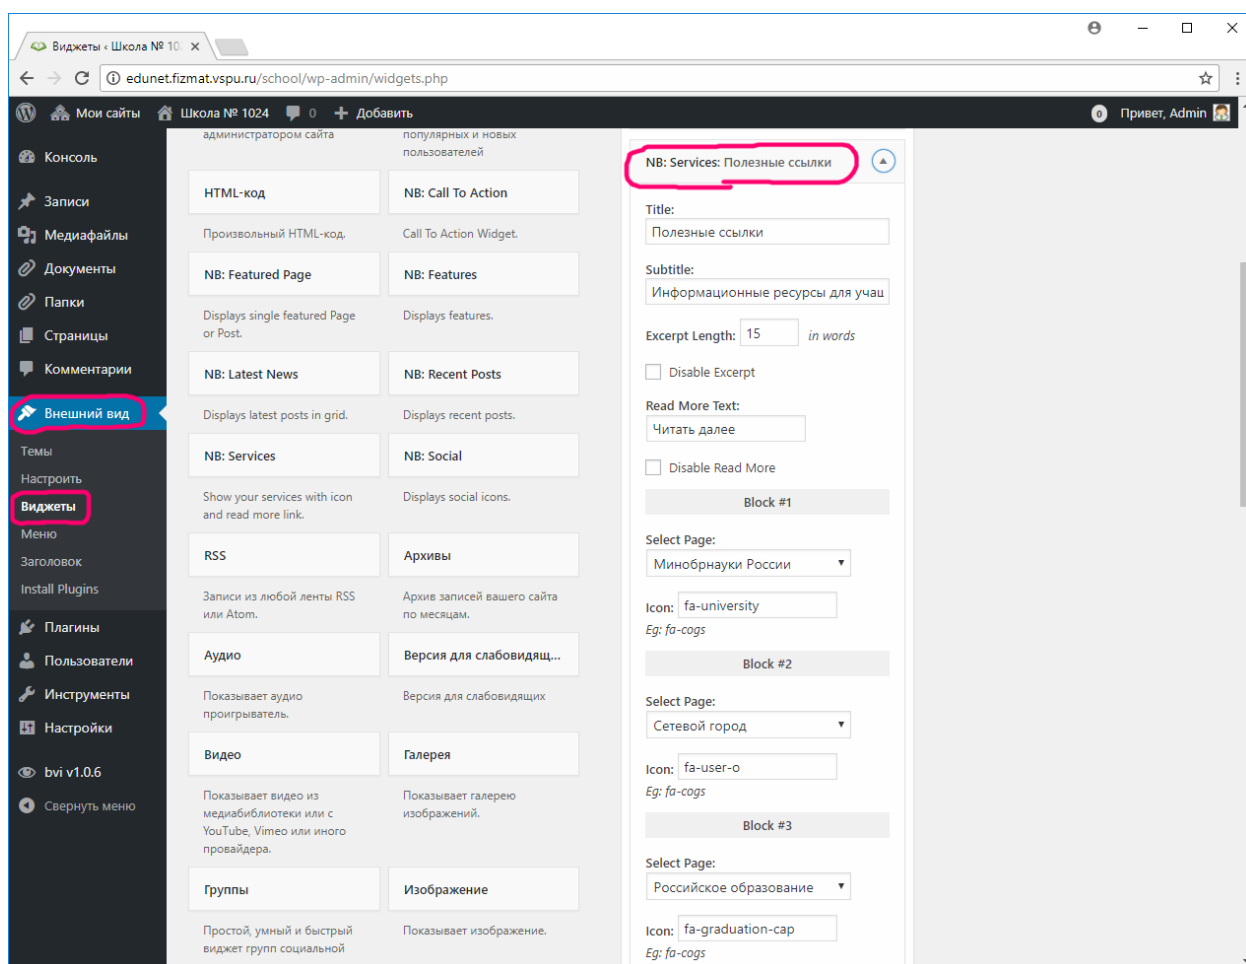 Виджеты ‹ Школа № 10
edunet.fizmat.vspu.ru/school/wp-admin/widgets.php
Мои сайты
Школа № 1024
0
Добавить
0
Привет, Admin
Консоль
Записи
Медиафайлы
Документы
Папки
Страницы
Комментарии
Внешний вид
Темы
Настроить
Виджеты
Меню
Заголовок
Install Plugins
Плагины
Пользователи
Инструменты
Настройки
bvi v1.0.6
Свернуть меню
администратором сайта
популярных и новых
пользователей
HTML-код
NB: Call To Action
Произвольный HTML-код.
Call To Action Widget.
NB: Featured Page
NB: Features
Displays single featured Page
or Post.
Displays features.
NB: Latest News
NB: Recent Posts
Displays latest posts in grid.
Displays recent posts.
NB: Services
NB: Social
Show your services with icon
and read more link.
Displays social icons.
RSS
Архивы
Записи из любой ленты RSS
или Atom.
Архив записей вашего сайта
по месяцам.
Аудио
Версия для слабовидящ...
Показывает аудио
проигрыватель.
Версия для слабовидящих
Видео
Галерея
Показывает видео из
медиабиблиотеки или с
YouTube, Vimeo или иного
провайдера.
Показывает галерею
изображений.
Группы
Изображение
Простой, умный и быстрый
виджет групп социальной
Показывает изображение.
NB: Services: Полезные ссылки
Title:
Полезные ссылки
Subtitle:
Информационные ресурсы для учащ
Excerpt Length: 15 in words
Disable Excerpt
Read More Text:
Читать далее
Disable Read More
Block #1
Select Page:
Минобрнауки России
Icon: fa-university
Eg: fa-cogs
Block #2
Select Page:
Сетевой город
Icon: fa-user-o
Eg: fa-cogs
Block #3
Select Page:
Российское образование
Icon: fa-graduation-cap
Eg: fa-cogs